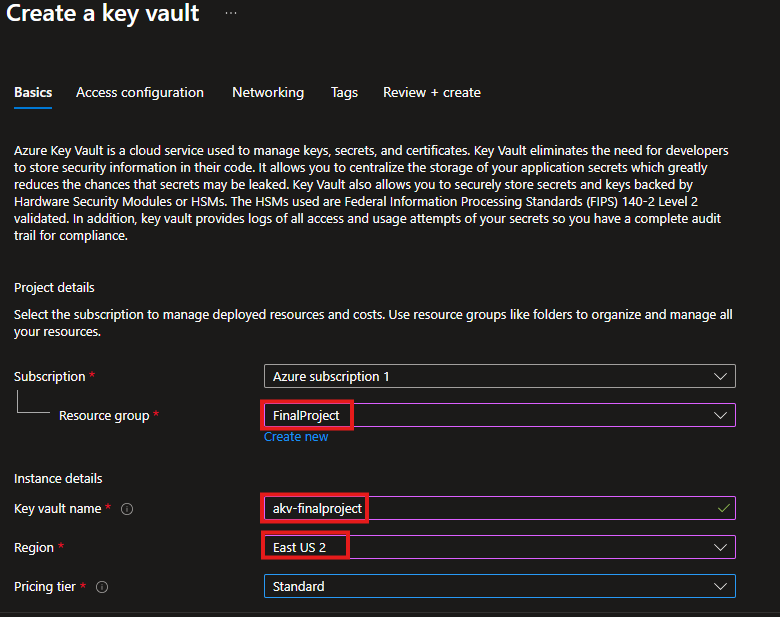 Create a key vault ...
Basics Access configuration Networking Tags Review + create
Azure Key Vault is a cloud service used to manage keys, secrets, and certificates. Key Vault eliminates the need for developers
to store security information in their code. It allows you to centralize the storage of your application secrets which greatly
reduces the chances that secrets may be leaked. Key Vault also allows you to securely store secrets and keys backed by
Hardware Security Modules or HSMs. The HSMs used are Federal Information Processing Standards (FIPS) 140-2 Level 2
validated. In addition, key vault provides logs of all access and usage attempts of your secrets so you have a complete audit
trail for compliance.
Project details
Select the subscription to manage deployed resources and costs. Use resource groups like folders to organize and manage all
your resources.
Subscription * Azure subscription 1
Resource group * FinalProject
Create new
Instance details
Key vault name * akv-finalproject
Region * East US 2
Pricing tier * Standard